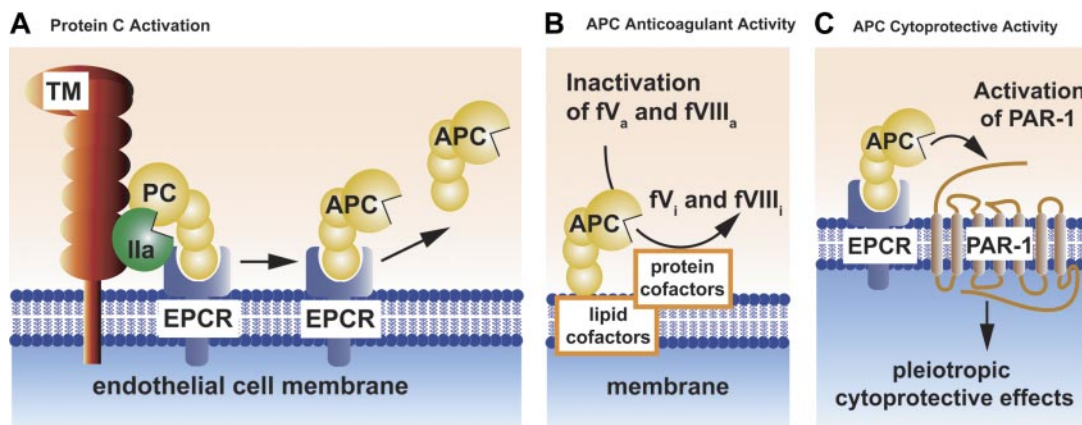 A Protein C Activation
TM
PC
IIa
APC
APC
EPCR
EPCR
endothelial cell membrane
B APC Anticoagulant Activity
Inactivation
of fVa and fVIIIa
APC
fVi and fVIIIi
protein
cofactors
lipid
cofactors
membrane
C APC Cytoprotective Activity
Activation
of PAR-1
APC
EPCR
PAR-1
pleiotropic
cytoprotective effects